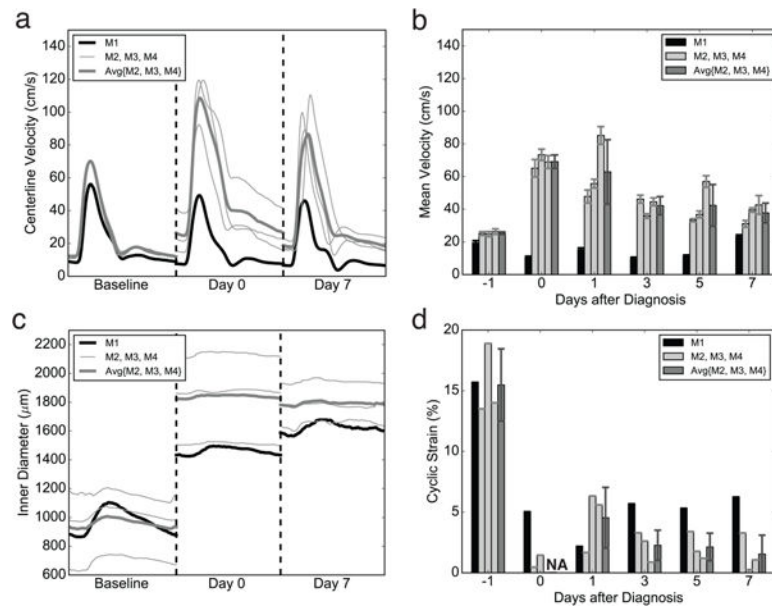 a
140
120
100
80
60
40
20
0
Centerline Velocity (cm/s)
M1
M2, M3, M4
Avg{M2, M3, M4}
Baseline
Day 0
Day 7
b
140
120
100
80
60
40
20
0
Mean Velocity (cm/s)
M1
M2, M3, M4
Avg{M2, M3, M4}
-1 0 1 3 5 7
Days after Diagnosis
c
2200
2000
1800
1600
1400
1200
1000
800
600
Inner Diameter (μm)
M1
M2, M3, M4
Avg{M2, M3, M4}
Baseline
Day 0
Day 7
d
20
15
10
5
0
Cyclic Strain (%)
M1
M2, M3, M4
Avg{M2, M3, M4}
NA
-1 0 1 3 5 7
Days after Diagnosis